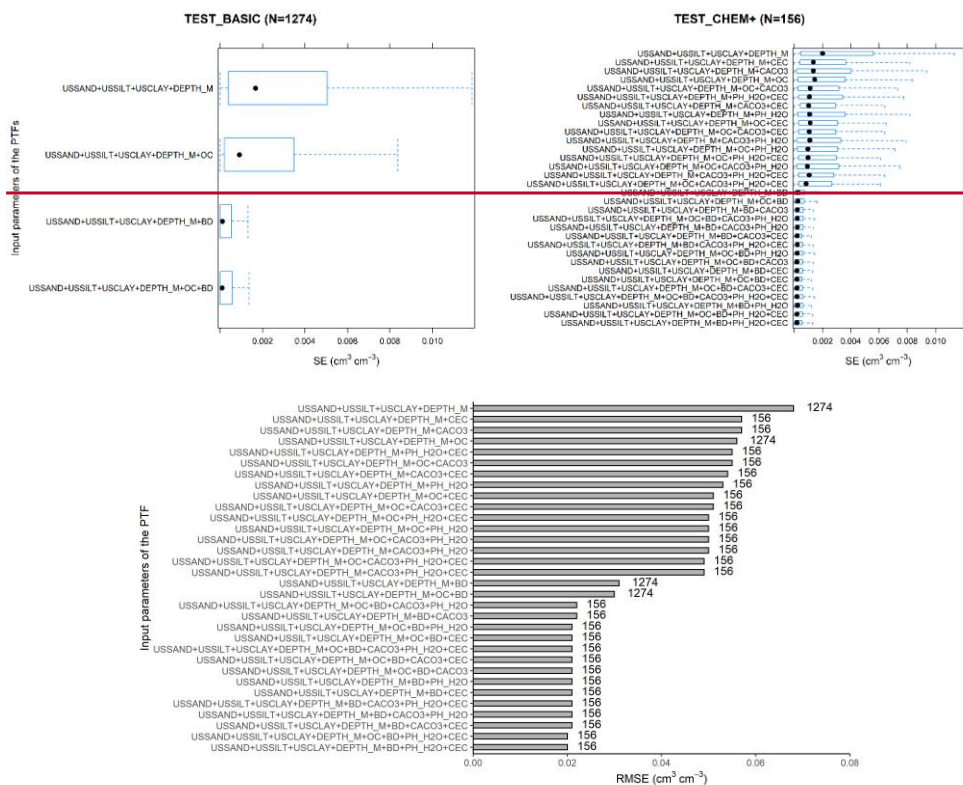 TEST_BASIC (N=1274)
USSAND+USSILT+USCLAY+DEPTH_M
USSAND+USSILT+USCLAY+DEPTH_M+OC
USSAND+USSILT+USCLAY+DEPTH_M+BD
USSAND+USSILT+USCLAY+DEPTH_M+OC+BD
Input parameters of the PTFs
0.002 0.004 0.006 0.008 0.010
SE (cm³ cm⁻³)
TEST_CHEM+ (N=156)
USSAND+USSILT+USCLAY+DEPTH_M
USSAND+USSILT+USCLAY+DEPTH_M+CEC
USSAND+USSILT+USCLAY+DEPTH_M+CACO3
USSAND+USSILT+USCLAY+DEPTH_M+OC
USSAND+USSILT+USCLAY+DEPTH_M+OC+CACO3
USSAND+USSILT+USCLAY+DEPTH_M+PH_H2O+CEC
USSAND+USSILT+USCLAY+DEPTH_M+CACO3+CEC
USSAND+USSILT+USCLAY+DEPTH_M+PH_H2O
USSAND+USSILT+USCLAY+DEPTH_M+OC+CEC
USSAND+USSILT+USCLAY+DEPTH_M+OC+CACO3+CEC
USSAND+USSILT+USCLAY+DEPTH_M+CACO3+PH_H2O
USSAND+USSILT+USCLAY+DEPTH_M+OC+PH_H2O
USSAND+USSILT+USCLAY+DEPTH_M+OC+PH_H2O+CEC
USSAND+USSILT+USCLAY+DEPTH_M+OC+CACO3+PH_H2O
USSAND+USSILT+USCLAY+DEPTH_M+CACO3+PH_H2O+CEC
USSAND+USSILT+USCLAY+DEPTH_M+OC+CACO3+PH_H2O+CEC
USSAND+USSILT+USCLAY+DEPTH_M+OC+BD
USSAND+USSILT+USCLAY+DEPTH_M+BD+CACO3
USSAND+USSILT+USCLAY+DEPTH_M+OC+BD+CACO3+PH_H2O
USSAND+USSILT+USCLAY+DEPTH_M+BD+CACO3+PH_H2O
USSAND+USSILT+USCLAY+DEPTH_M+BD+CACO3+CEC
USSAND+USSILT+USCLAY+DEPTH_M+BD+CACO3+PH_H2O+CEC
USSAND+USSILT+USCLAY+DEPTH_M+OC+BD+PH_H2O
USSAND+USSILT+USCLAY+DEPTH_M+OC+BD+CACO3
USSAND+USSILT+USCLAY+DEPTH_M+BD+CEC
USSAND+USSILT+USCLAY+DEPTH_M+OC+BD+CEC
USSAND+USSILT+USCLAY+DEPTH_M+OC+BD+CACO3+CEC
USSAND+USSILT+USCLAY+DEPTH_M+OC+BD+CACO3+PH_H2O+CEC
USSAND+USSILT+USCLAY+DEPTH_M+BD+PH_H2O
USSAND+USSILT+USCLAY+DEPTH_M+OC+BD+PH_H2O+CEC
USSAND+USSILT+USCLAY+DEPTH_M+BD+PH_H2O+CEC
0.002 0.004 0.006 0.008 0.010
SE (cm³ cm⁻³)
Input parameters of the PTF
USSAND+USSILT+USCLAY+DEPTH_M 1274
USSAND+USSILT+USCLAY+DEPTH_M+CEC 156
USSAND+USSILT+USCLAY+DEPTH_M+CACO3 156
USSAND+USSILT+USCLAY+DEPTH_M+OC 1274
USSAND+USSILT+USCLAY+DEPTH_M+PH_H2O+CEC 156
USSAND+USSILT+USCLAY+DEPTH_M+OC+CACO3 156
USSAND+USSILT+USCLAY+DEPTH_M+CACO3+CEC 156
USSAND+USSILT+USCLAY+DEPTH_M+PH_H2O 156
USSAND+USSILT+USCLAY+DEPTH_M+OC+CEC 156
USSAND+USSILT+USCLAY+DEPTH_M+OC+CACO3+CEC 156
USSAND+USSILT+USCLAY+DEPTH_M+OC+PH_H2O+CEC 156
USSAND+USSILT+USCLAY+DEPTH_M+OC+PH_H2O 156
USSAND+USSILT+USCLAY+DEPTH_M+OC+CACO3+PH_H2O 156
USSAND+USSILT+USCLAY+DEPTH_M+CACO3+PH_H2O 156
USSAND+USSILT+USCLAY+DEPTH_M+OC+CACO3+PH_H2O+CEC 156
USSAND+USSILT+USCLAY+DEPTH_M+CACO3+PH_H2O+CEC 156
USSAND+USSILT+USCLAY+DEPTH_M+BD 1274
USSAND+USSILT+USCLAY+DEPTH_M+OC+BD 1274
USSAND+USSILT+USCLAY+DEPTH_M+OC+BD+CACO3+PH_H2O 156
USSAND+USSILT+USCLAY+DEPTH_M+BD+CACO3 156
USSAND+USSILT+USCLAY+DEPTH_M+OC+BD+PH_H2O 156
USSAND+USSILT+USCLAY+DEPTH_M+OC+BD+CEC 156
USSAND+USSILT+USCLAY+DEPTH_M+OC+BD+CACO3+PH_H2O+CEC 156
USSAND+USSILT+USCLAY+DEPTH_M+OC+BD+CACO3+CEC 156
USSAND+USSILT+USCLAY+DEPTH_M+OC+BD+CACO3 156
USSAND+USSILT+USCLAY+DEPTH_M+BD+PH_H2O 156
USSAND+USSILT+USCLAY+DEPTH_M+BD+CEC 156
USSAND+USSILT+USCLAY+DEPTH_M+BD+CACO3+PH_H2O+CEC 156
USSAND+USSILT+USCLAY+DEPTH_M+BD+CACO3+PH_H2O 156
USSAND+USSILT+USCLAY+DEPTH_M+BD+CACO3+CEC 156
USSAND+USSILT+USCLAY+DEPTH_M+OC+BD+PH_H2O+CEC 156
USSAND+USSILT+USCLAY+DEPTH_M+BD+PH_H2O+CEC 156
0.00 0.02 0.04 0.06 0.08
RMSE (cm³ cm⁻³)